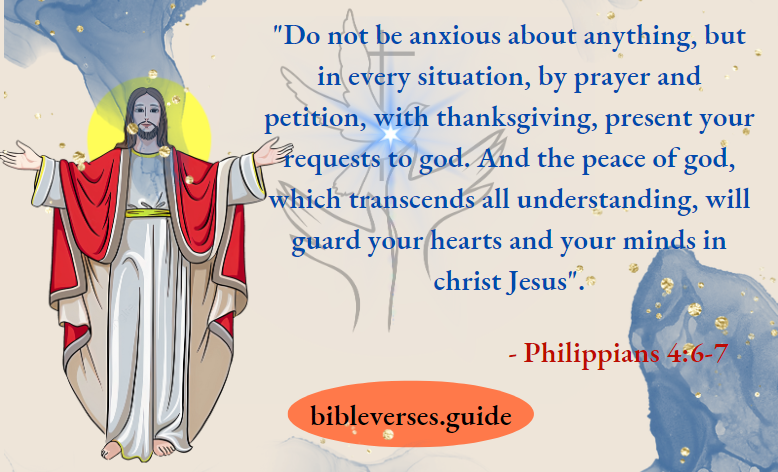 "Do not be anxious about anything, but
in every situation, by prayer and
petition, with thanksgiving, present your
requests to god. And the peace of god,
which transcends all understanding, will
guard your hearts and your minds in
christ Jesus".
- Philippians 4:6-7
bibleverses.guide